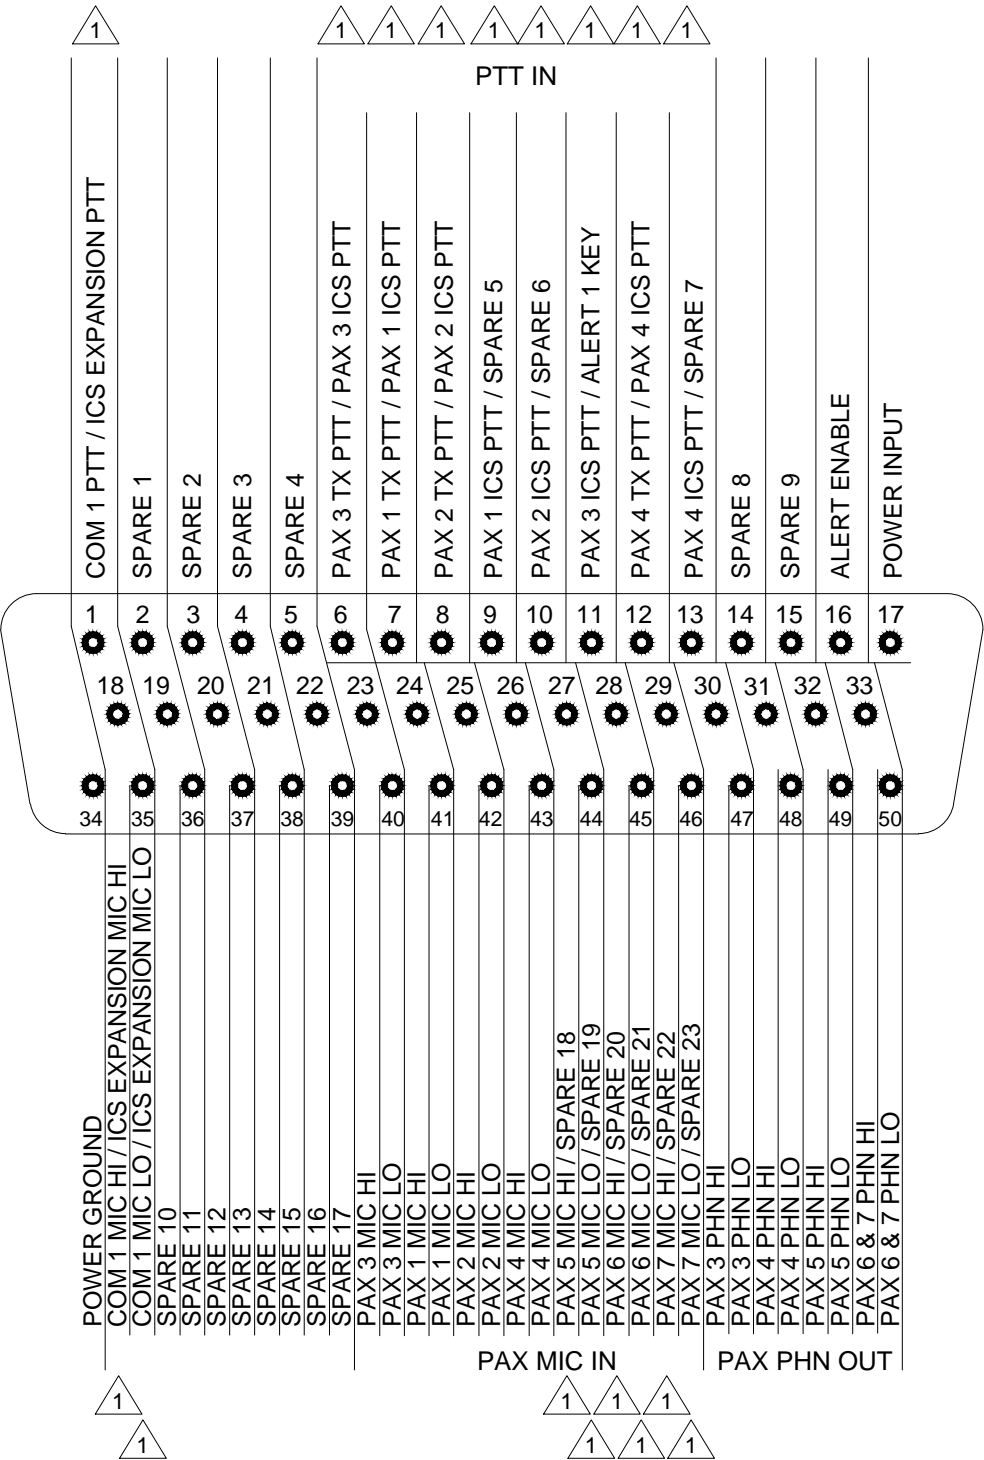 1 1 1 1 1 1 1 1 1
PTT IN
COM 1 PTT / ICS EXPANSION PTT
SPARE 1
SPARE 2
SPARE 3
SPARE 4
PAX 3 TX PTT / PAX 3 ICS PTT
PAX 1 TX PTT / PAX 1 ICS PTT
PAX 2 TX PTT / PAX 2 ICS PTT
PAX 1 ICS PTT / SPARE 5
PAX 2 ICS PTT / SPARE 6
PAX 3 ICS PTT / ALERT 1 KEY
PAX 4 TX PTT / PAX 4 ICS PTT
PAX 4 ICS PTT / SPARE 7
SPARE 8
SPARE 9
ALERT ENABLE
POWER INPUT
1 2 3 4 5 6 7 8 9 10 11 12 13 14 15 16 17
18 19 20 21 22 23 24 25 26 27 28 29 30 31 32 33
34 35 36 37 38 39 40 41 42 43 44 45 46 47 48 49 50
POWER GROUND
COM 1 MIC HI / ICS EXPANSION MIC HI
COM 1 MIC LO / ICS EXPANSION MIC LO
SPARE 10
SPARE 11
SPARE 12
SPARE 13
SPARE 14
SPARE 15
SPARE 16
SPARE 17
PAX 3 MIC HI
PAX 3 MIC LO
PAX 1 MIC HI
PAX 1 MIC LO
PAX 2 MIC HI
PAX 2 MIC LO
PAX 4 MIC HI
PAX 4 MIC LO
PAX 5 MIC HI / SPARE 18
PAX 5 MIC LO / SPARE 19
PAX 6 MIC HI / SPARE 20
PAX 6 MIC LO / SPARE 21
PAX 7 MIC HI / SPARE 22
PAX 7 MIC LO / SPARE 23
PAX 3 PHN HI
PAX 3 PHN LO
PAX 4 PHN HI
PAX 4 PHN LO
PAX 5 PHN HI
PAX 5 PHN LO
PAX 6 & 7 PHN HI
PAX 6 & 7 PHN LO
PAX MIC IN
PAX PHN OUT
1 1 1 1
1 1 1 1